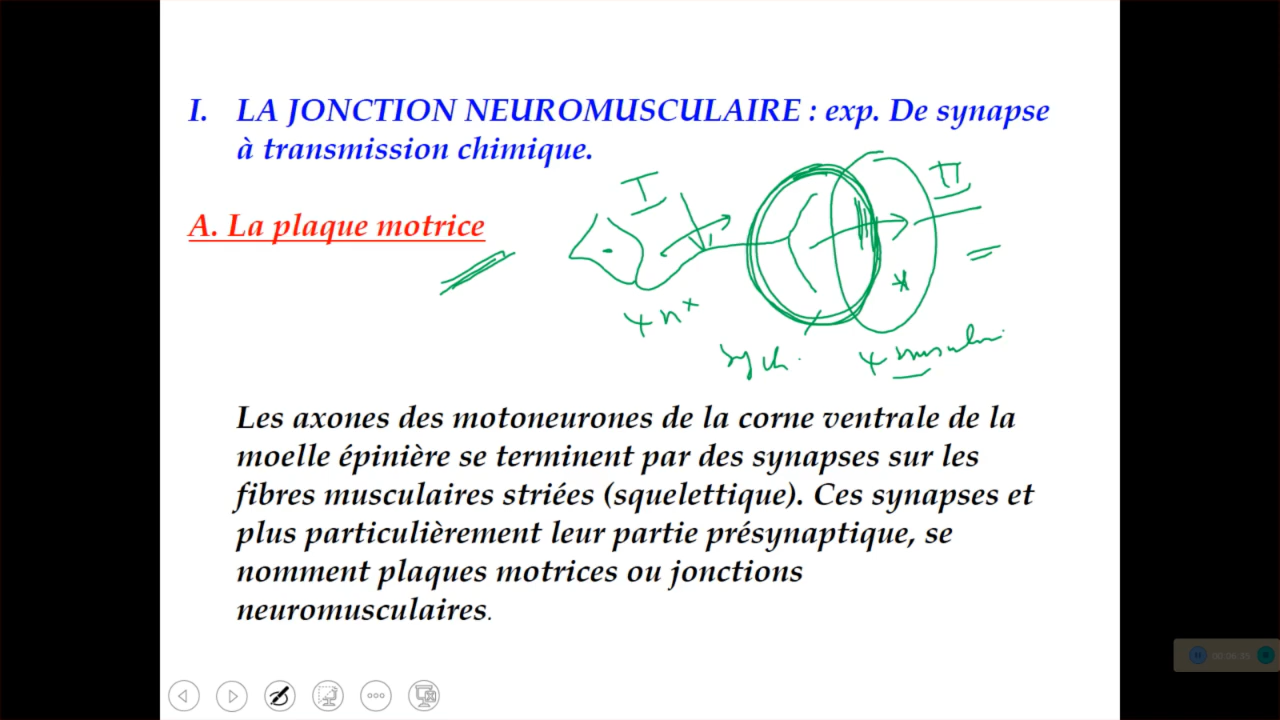 I. LA JONCTION NEUROMUSCULAIRE : exp. De synapse
à transmission chimique.
A. La plaque motrice
I
II
Les axones des motoneurones de la corne ventrale de la
moelle épinière se terminent par des synapses sur les
fibres musculaires striées (squelettique). Ces synapses et
plus particulièrement leur partie présynaptique, se
nomment plaques motrices ou jonctions
neuromusculaires.